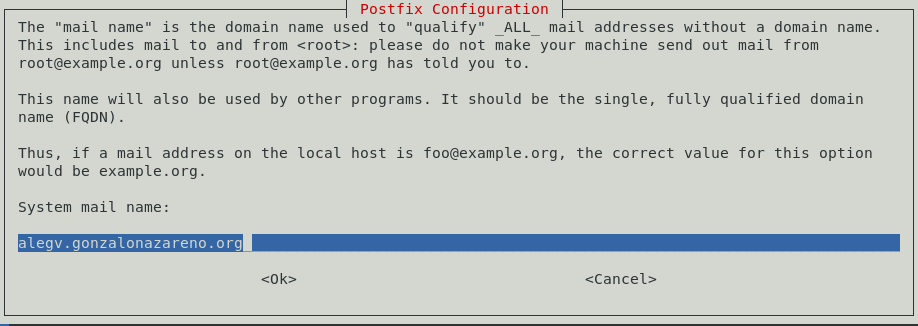 Postfix Configuration
The "mail name" is the domain name used to "qualify" _ALL_ mail addresses without a domain name.
This includes mail to and from <root>: please do not make your machine send out mail from
root@example.org unless root@example.org has told you to.
This name will also be used by other programs. It should be the single, fully qualified domain
name (FQDN).
Thus, if a mail address on the local host is foo@example.org, the correct value for this option
would be example.org.
System mail name:
alegv.gonzalonazareno.org
<Ok> <Cancel>